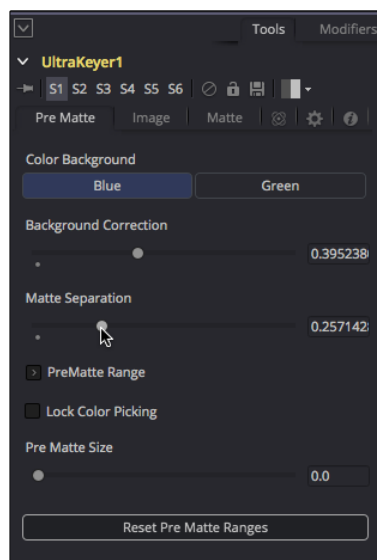 Tools Modifiers
UltraKeyer1
S1 S2 S3 S4 S5 S6
Pre Matte Image Matte
Color Background
Blue Green
Background Correction
0.395238
Matte Separation
0.257142
PreMatte Range
Lock Color Picking
Pre Matte Size
0.0
Reset Pre Matte Ranges